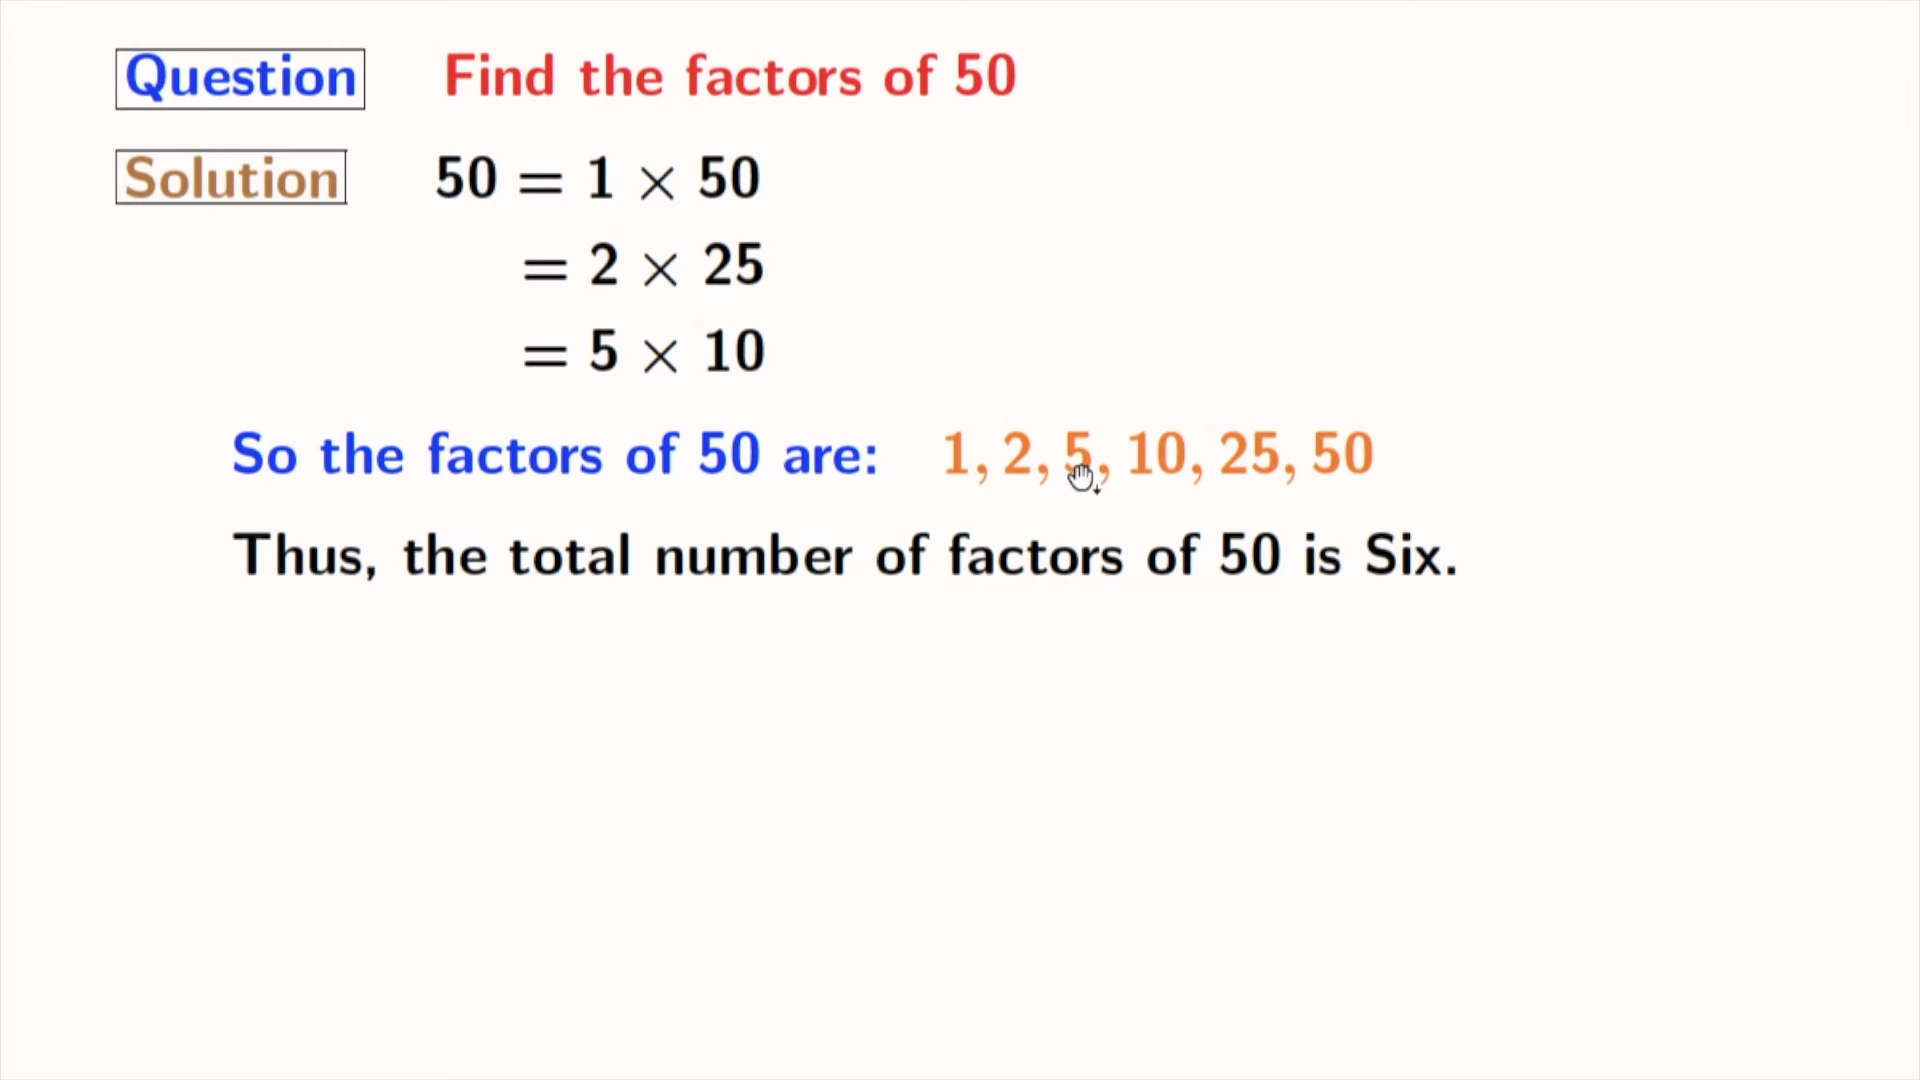 Question Find the factors of 50
Solution 50 = 1 × 50
= 2 × 25
= 5 × 10
So the factors of 50 are: 1, 2, 5, 10, 25, 50
Thus, the total number of factors of 50 is Six.